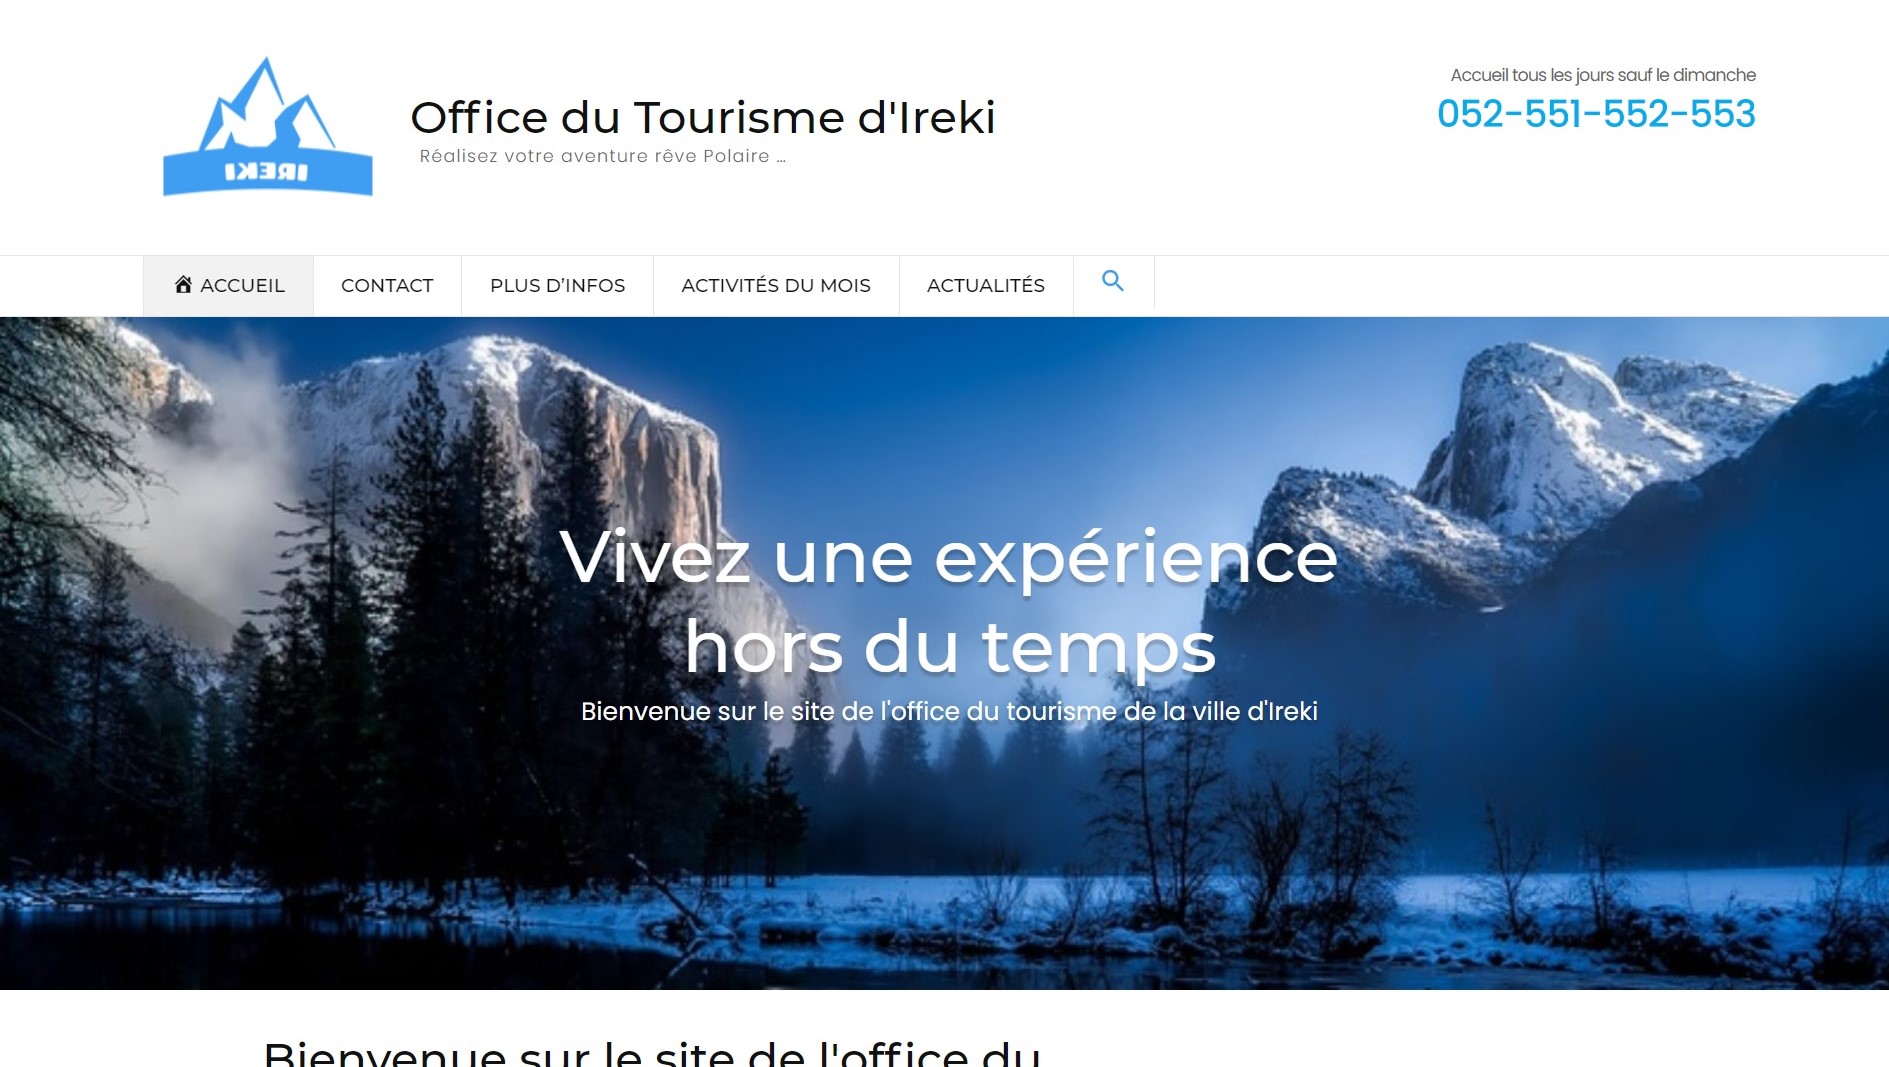 IREKI
Office du Tourisme d'Ireki
Réalisez votre aventure rêve Polaire ...
Accueil tous les jours sauf le dimanche
052-551-552-553
ACCUEIL
CONTACT
PLUS D’INFOS
ACTIVITÉS DU MOIS
ACTUALITÉS
Vivez une expérience
hors du temps
Bienvenue sur le site de l'office du tourisme de la ville d'Ireki
Bienvenue sur le site de l'office du